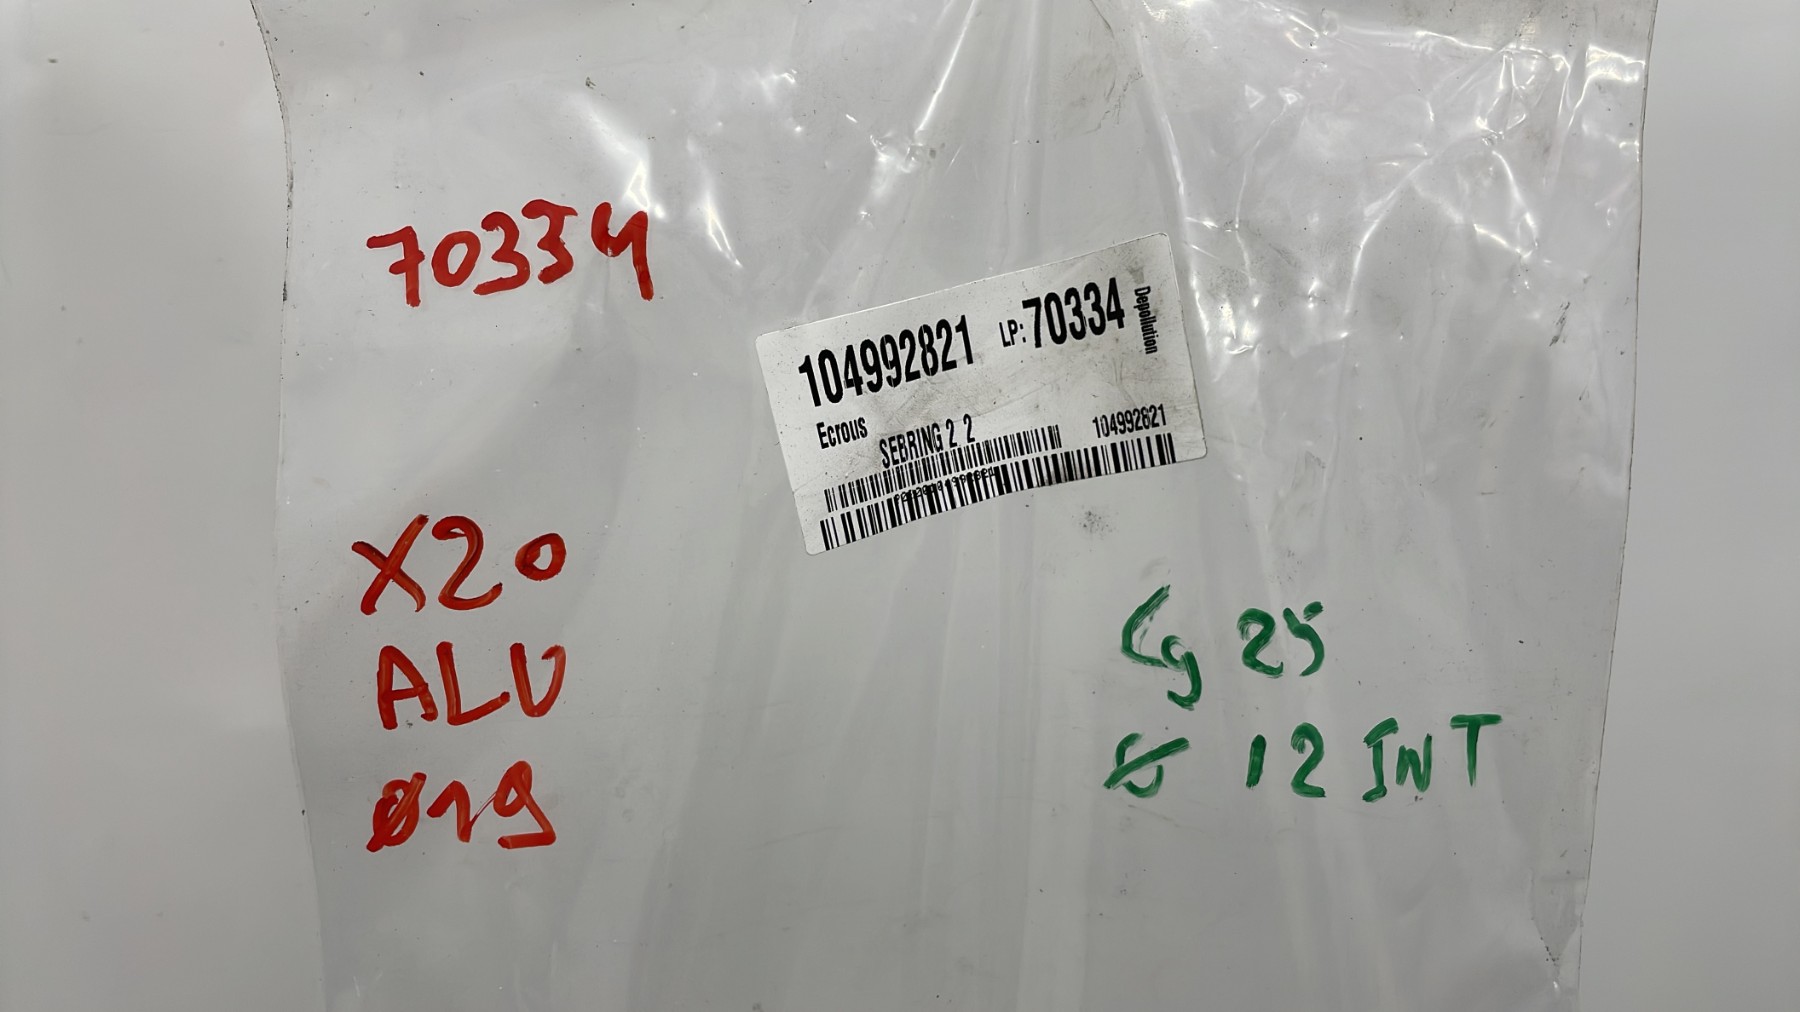 70334
104992821 LP: 70334
Depollution
Ecrous
SEBRING 2 2
104992821
X20
ALU
Ø19
Lg 25
Ø 12 INT